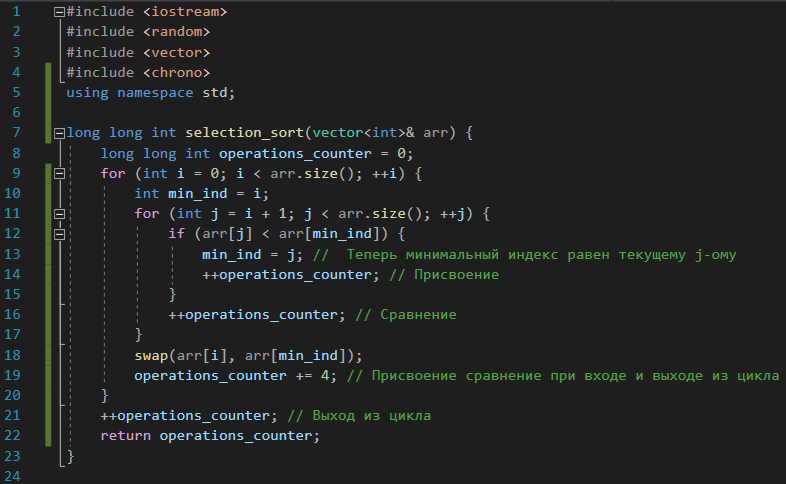 1 #include <iostream>
2 #include <random>
3 #include <vector>
4 #include <chrono>
5 using namespace std;
6
7 long long int selection_sort(vector<int>& arr) {
8 long long int operations_counter = 0;
9 for (int i = 0; i < arr.size(); ++i) {
10 int min_ind = i;
11 for (int j = i + 1; j < arr.size(); ++j) {
12 if (arr[j] < arr[min_ind]) {
13 min_ind = j; // Теперь минимальный индекс равен текущему j-ому
14 ++operations_counter; // Присвоение
15 }
16 ++operations_counter; // Сравнение
17 }
18 swap(arr[i], arr[min_ind]);
19 operations_counter += 4; // Присвоение сравнение при входе и выходе из цикла
20 }
21 ++operations_counter; // Выход из цикла
22 return operations_counter;
23 }
24